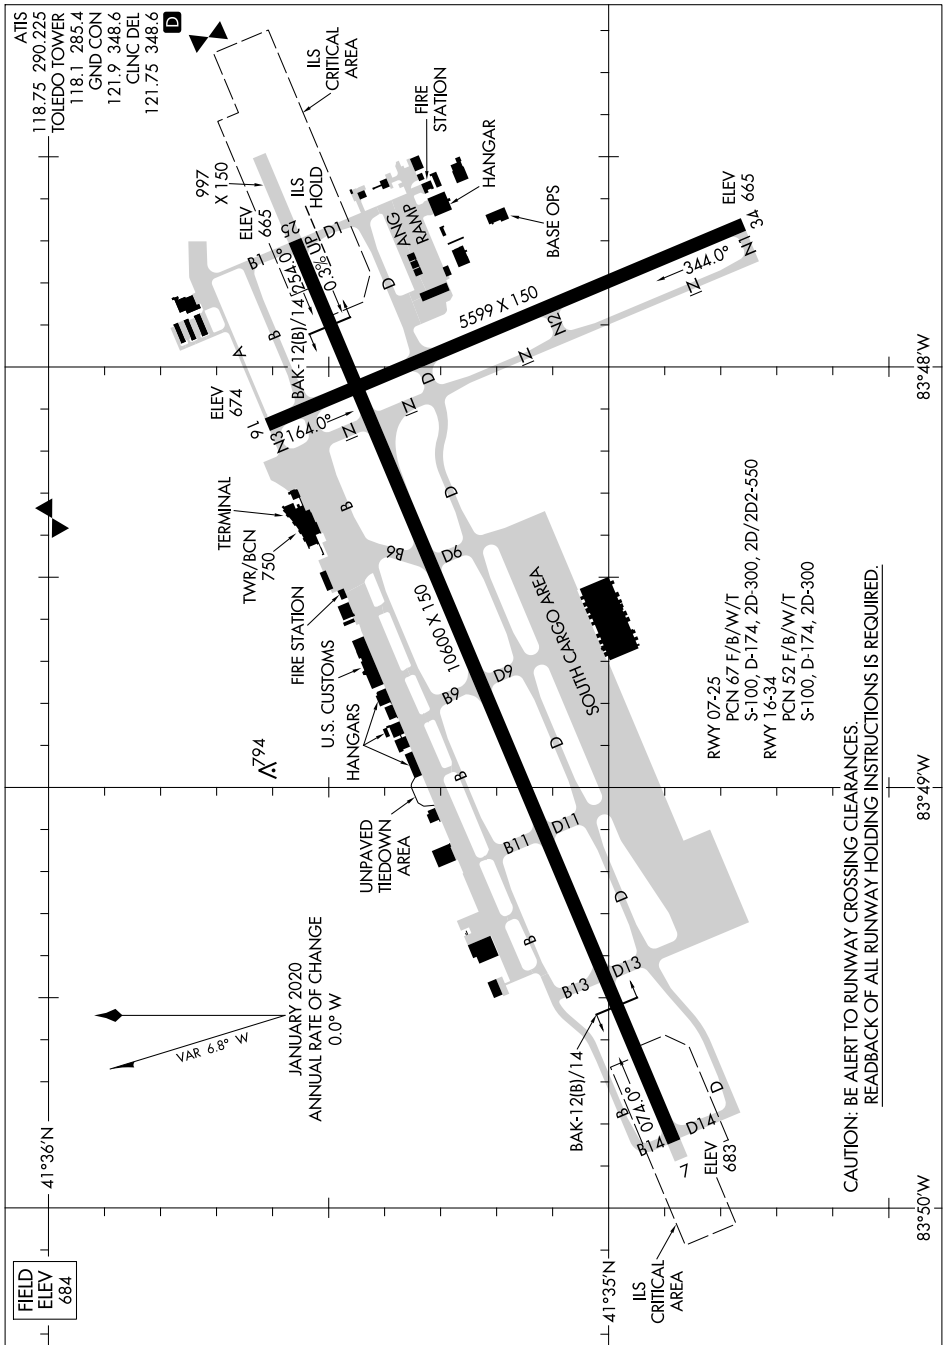 ATIS
118.75 290.225
TOLEDO TOWER
118.1 285.4
GND CON
121.9 348.6
CLNC DEL
121.75 348.6
D
FIELD
ELEV
684
41°36'N
JANUARY 2020
ANNUAL RATE OF CHANGE
0.0° W
VAR 6.8° W
794
TERMINAL
TWR/BCN
750
FIRE STATION
U.S. CUSTOMS
HANGARS
UNPAVED
TIEDOWN
AREA
ELEV
674
16
N3
164.0°
A
B
B1
997
X 150
ELEV
665
25
254.0°
0.3% UP
BAK-12(B)/14
ILS
HOLD
ILS
CRITICAL
AREA
D1
D
ANG
RAMP
FIRE
STATION
HANGAR
BASE OPS
N
N
D
N
N2
N
N1
5599 X 150
344.0°
34
ELEV
665
B
B6
D
D6
10600 X 150
B9
D9
B
D
B11
D11
B
D
B13
D13
SOUTH CARGO AREA
BAK-12(B)/14
B
074.0°
B14
D14
D
7
ELEV
683
ILS
CRITICAL
AREA
41°35'N
RWY 07-25
PCN 67 F/B/W/T
S-100, D-174, 2D-300, 2D/2D2-550
RWY 16-34
PCN 52 F/B/W/T
S-100, D-174, 2D-300
CAUTION: BE ALERT TO RUNWAY CROSSING CLEARANCES.
READBACK OF ALL RUNWAY HOLDING INSTRUCTIONS IS REQUIRED.
83°50'W
83°49'W
83°48'W